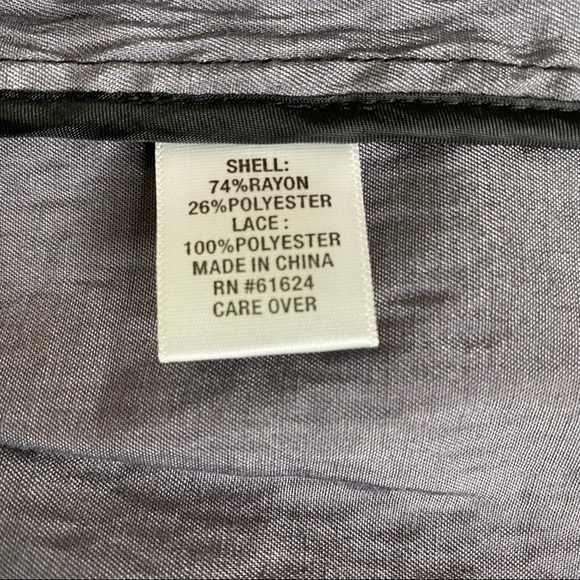 SHELL:
74%RAYON
26%POLYESTER
LACE :
100%POLYESTER
MADE IN CHINA
RN #61624
CARE OVER